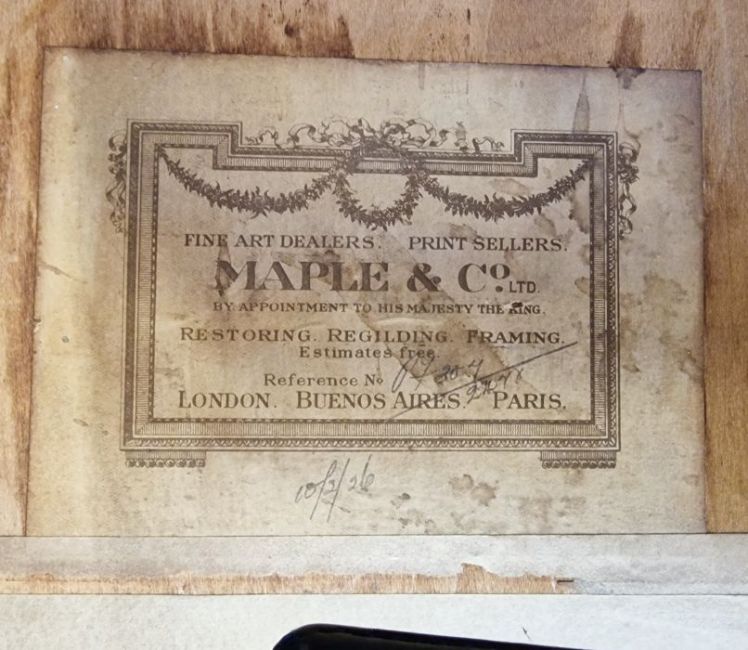 FINE ART DEALERS. PRINT SELLERS.
MAPLE & Co. LTD.
BY APPOINTMENT TO HIS MAJESTY THE KING.
RESTORING. REGILDING. FRAMING.
Estimates free.
Reference No
LONDON. BUENOS AIRES. PARIS.
10/2/26